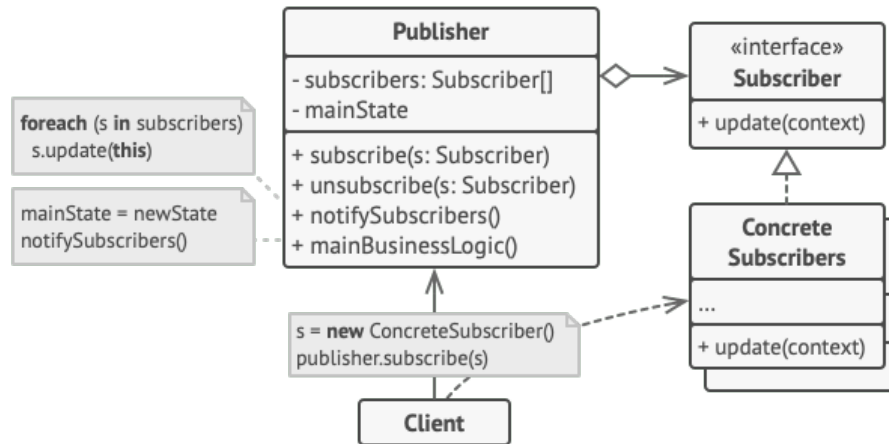 Publisher
- subscribers: Subscriber[]
- mainState
+ subscribe(s: Subscriber)
+ unsubscribe(s: Subscriber)
+ notifySubscribers()
+ mainBusinessLogic()
«interface»
Subscriber
+ update(context)
foreach (s in subscribers)
s.update(this)
mainState = newState
notifySubscribers()
Concrete
Subscribers
...
+ update(context)
s = new ConcreteSubscriber()
publisher.subscribe(s)
Client